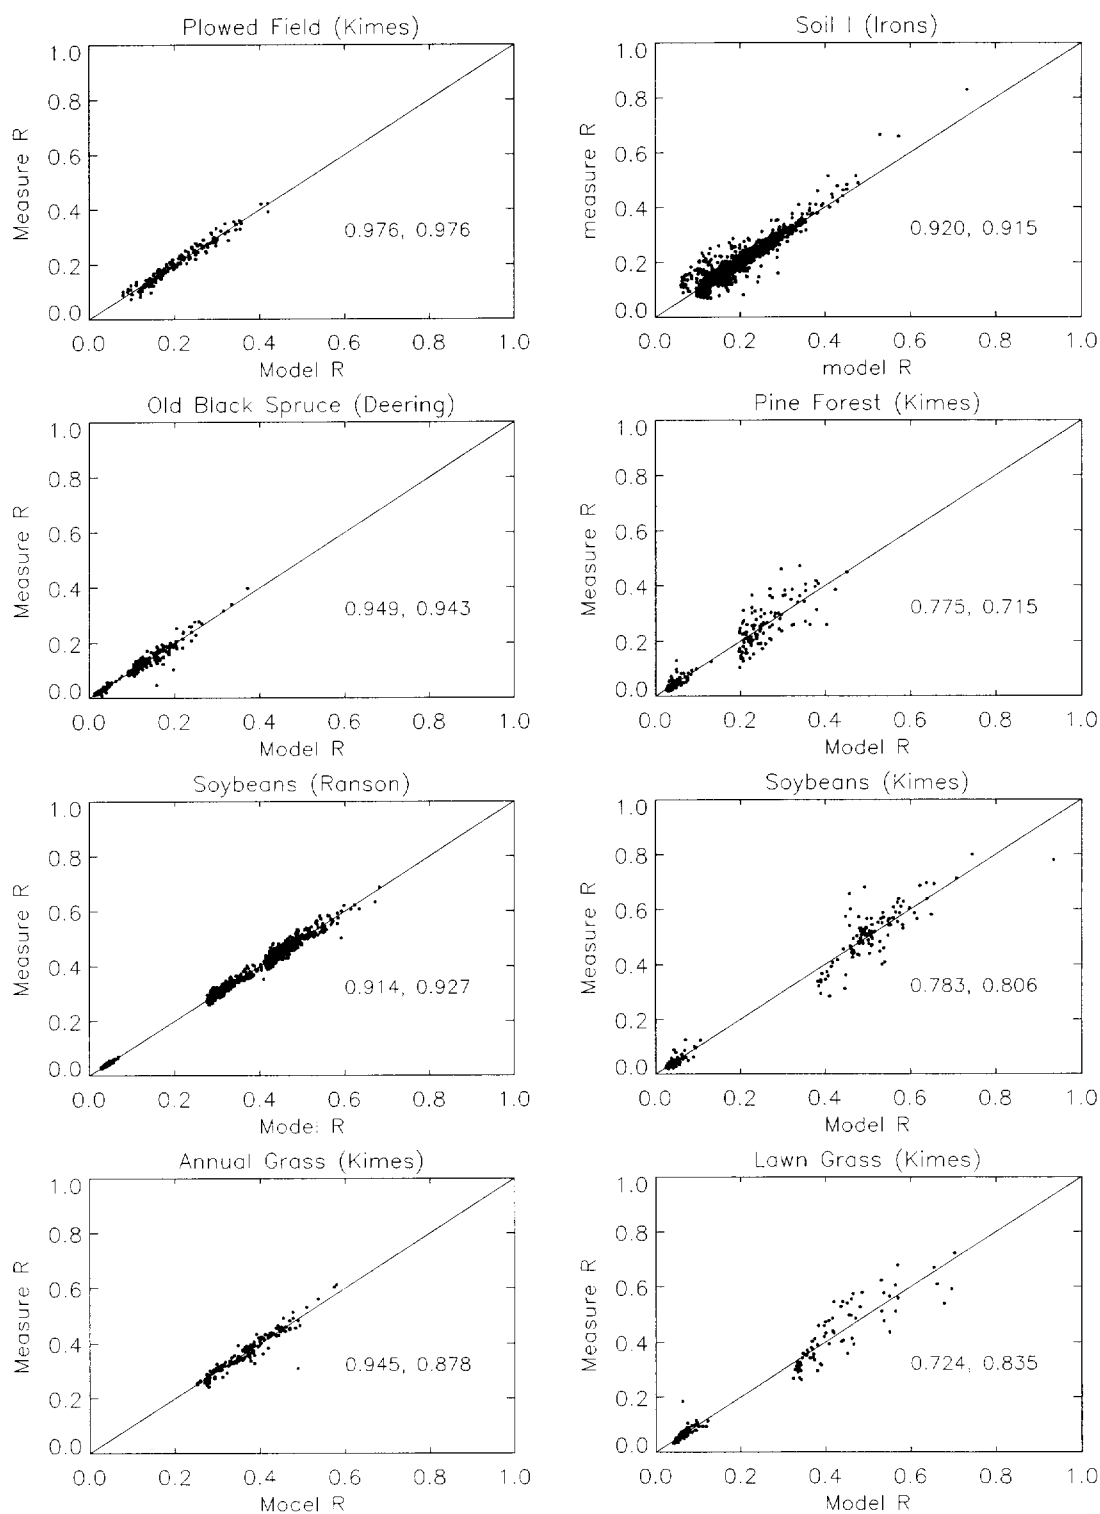 Plowed Field (Kimes)
Measure R
1.0
0.8
0.6
0.4
0.2
0.0
0.976, 0.976
0.0 0.2 0.4 0.6 0.8 1.0
Model R
Soil I (Irons)
measure R
1.0
0.8
0.6
0.4
0.2
0.0
0.920, 0.915
0.0 0.2 0.4 0.6 0.8 1.0
model R
Old Black Spruce (Deering)
Measure R
1.0
0.8
0.6
0.4
0.2
0.0
0.949, 0.943
0.0 0.2 0.4 0.6 0.8 1.0
Model R
Pine Forest (Kimes)
Measure R
1.0
0.8
0.6
0.4
0.2
0.0
0.775, 0.715
0.0 0.2 0.4 0.6 0.8 1.0
Model R
Soybeans (Ranson)
Measure R
1.0
0.8
0.6
0.4
0.2
0.0
0.914, 0.927
0.0 0.2 0.4 0.6 0.8 1.0
Model R
Soybeans (Kimes)
Measure R
1.0
0.8
0.6
0.4
0.2
0.0
0.783, 0.806
0.0 0.2 0.4 0.6 0.8 1.0
Model R
Annual Grass (Kimes)
Measure R
1.0
0.8
0.6
0.4
0.2
0.0
0.945, 0.878
0.0 0.2 0.4 0.6 0.8 1.0
Model R
Lawn Grass (Kimes)
Measure R
1.0
0.8
0.6
0.4
0.2
0.0
0.724, 0.835
0.0 0.2 0.4 0.6 0.8 1.0
Model R